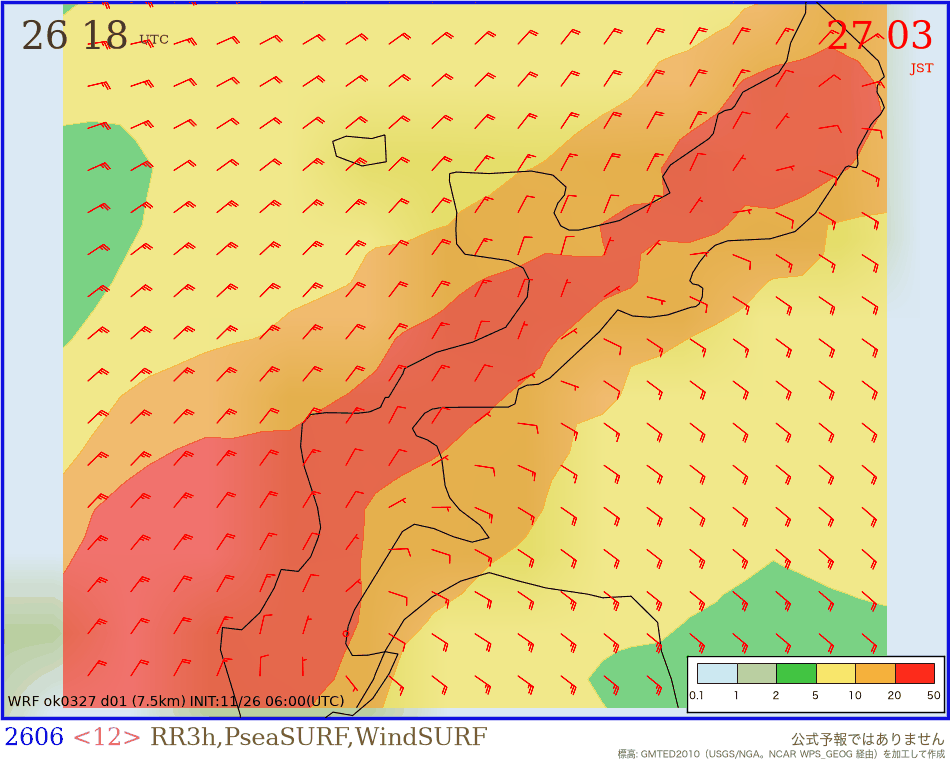 26 18 UTC
27 03
JST
WRF ok0327 d01 (7.5km) INIT:11/26 06:00(UTC)
0.1 1 2 5 10 20 50
2606 <12> RR3h,PseaSURF,WindSURF
公式予報ではありません
標高: GMTED2010（USGS/NGA。NCAR WPS_GEOG 経由）を加工して作成